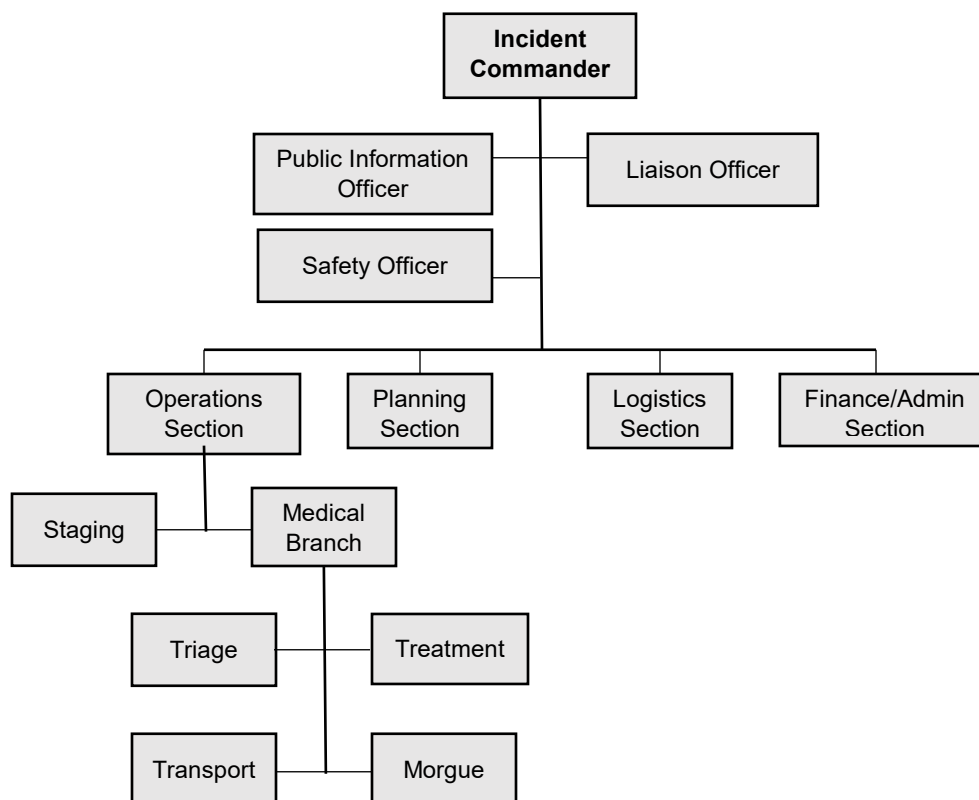 Incident
Commander
Public Information
Officer
Liaison Officer
Safety Officer
Operations
Section
Planning
Section
Logistics
Section
Finance/Admin
Section
Staging
Medical
Branch
Triage
Treatment
Transport
Morgue